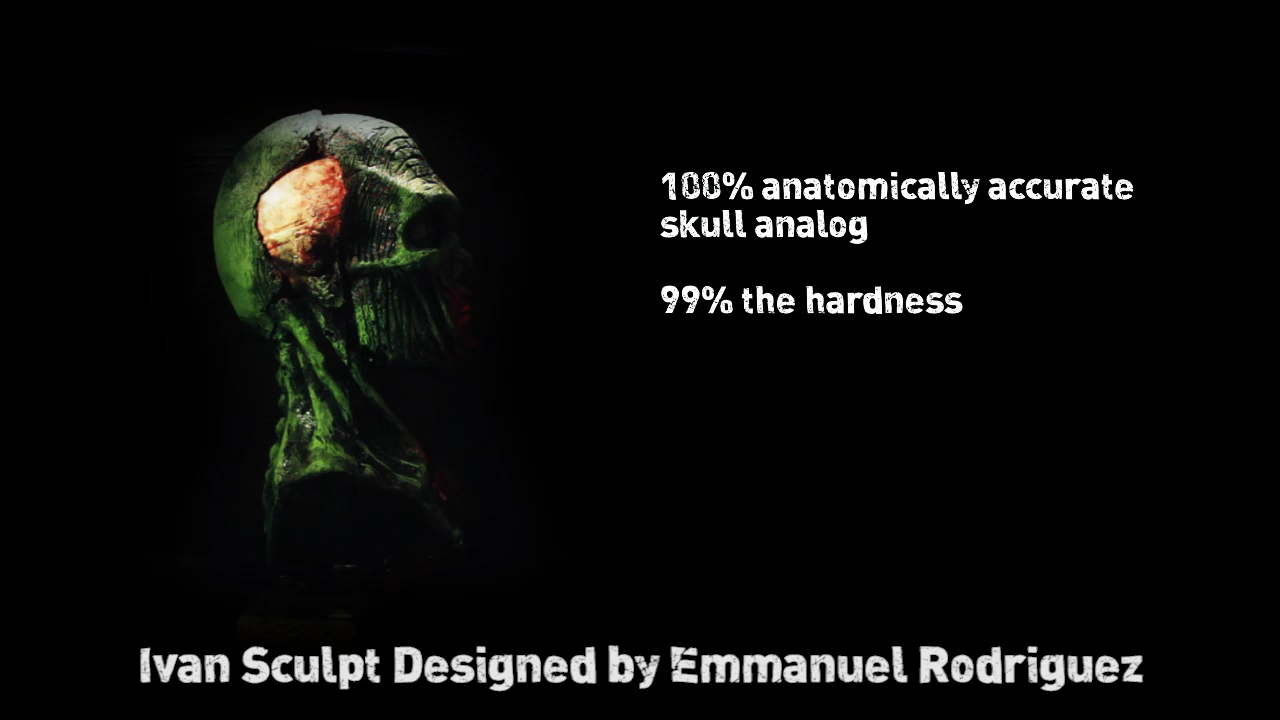 100% anatomically accurate
skull analog
99% the hardness
Ivan Sculpt Designed by Emmanuel Rodriguez